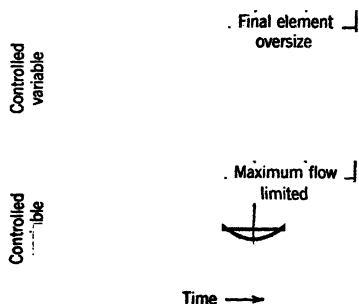 Final element
oversize
Controlled
variable
Maximum flow
limited
Controlled
Time